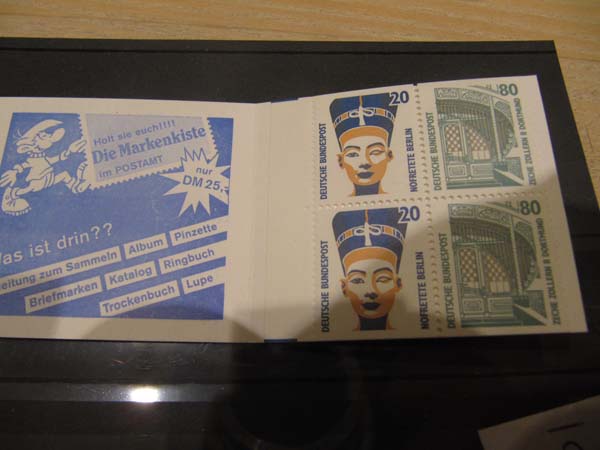 Holt sie euch!!!!
Die Markenkiste
im POSTAMT
nur
DM 25,-
Was ist drin??
Anleitung zum Sammeln Album Pinzette
Briefmarken Katalog Ringbuch
Trockenbuch Lupe
20
DEUTSCHE BUNDESPOST
NOFRETETE BERLIN
80
DEUTSCHE BUNDESPOST
ZECHE ZOLLERN II DORTMUND
20
DEUTSCHE BUNDESPOST
NOFRETETE BERLIN
80
DEUTSCHE BUNDESPOST
ZECHE ZOLLERN II DORTMUND